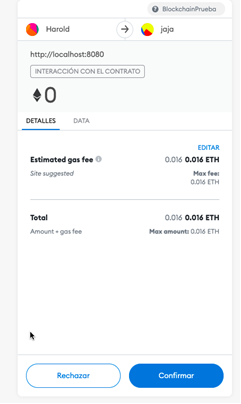 BlockchainPrueba
Harold jaja
http://localhost:8080
INTERACCIÓN CON EL CONTRATO
0
DETALLES DATA
EDITAR
Estimated gas fee 0.016 0.016 ETH
Site suggested Max fee:
0.016 ETH
Total 0.016 0.016 ETH
Amount + gas fee Max amount: 0.016 ETH
Rechazar Confirmar